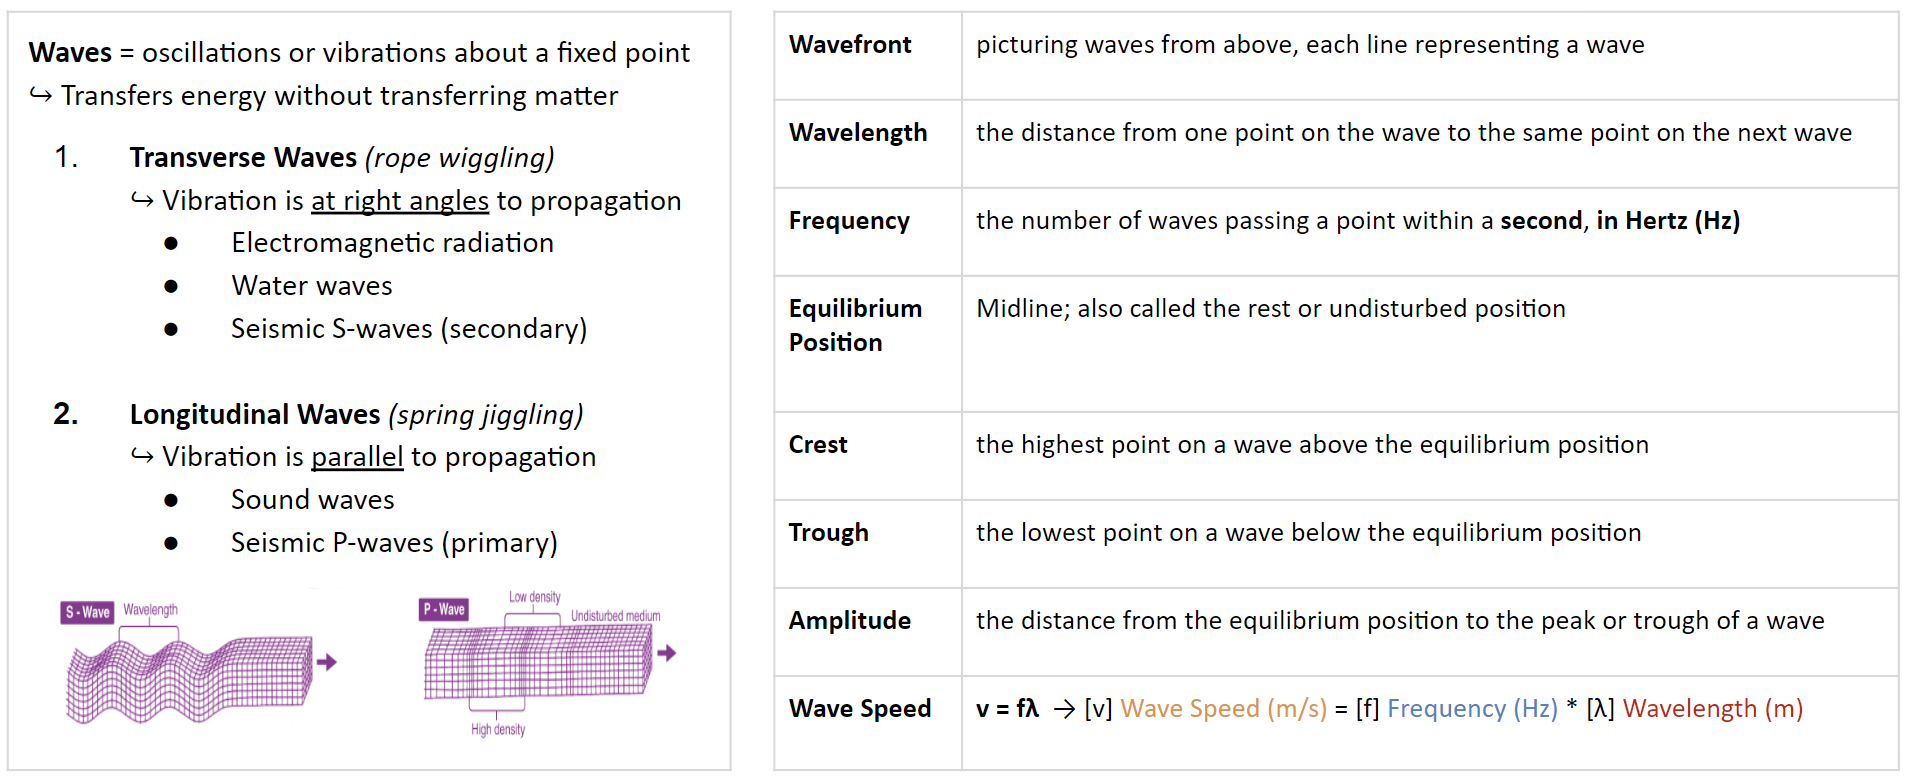 Waves = oscillations or vibrations about a fixed point
↪ Transfers energy without transferring matter
1. Transverse Waves (rope wiggling)
↪ Vibration is at right angles to propagation
● Electromagnetic radiation
● Water waves
● Seismic S-waves (secondary)
2. Longitudinal Waves (spring jiggling)
↪ Vibration is parallel to propagation
● Sound waves
● Seismic P-waves (primary)
S - Wave
Wavelength
P - Wave
Low density
Undisturbed medium
High density
Wavefront picturing waves from above, each line representing a wave
Wavelength the distance from one point on the wave to the same point on the next wave
Frequency the number of waves passing a point within a second, in Hertz (Hz)
Equilibrium Midline; also called the rest or undisturbed position
Position
Crest the highest point on a wave above the equilibrium position
Trough the lowest point on a wave below the equilibrium position
Amplitude the distance from the equilibrium position to the peak or trough of a wave
Wave Speed v = fλ → [v] Wave Speed (m/s) = [f] Frequency (Hz) * [λ] Wavelength (m)